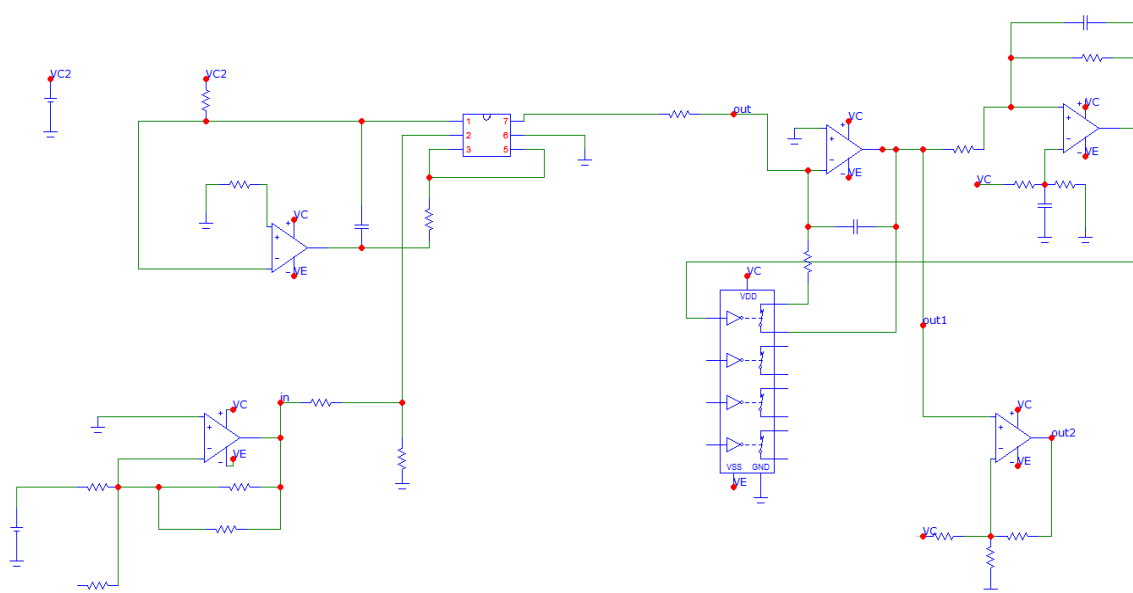 VC2
VC2
1
2
3
7
6
5
out
+
-
VC
VE
+
-
VC
VE
VC
+
-
VC
VE
VC
VDD
VSS
GND
VE
out1
in
+
-
VC
VE
+
-
VC
VE
out2
VC